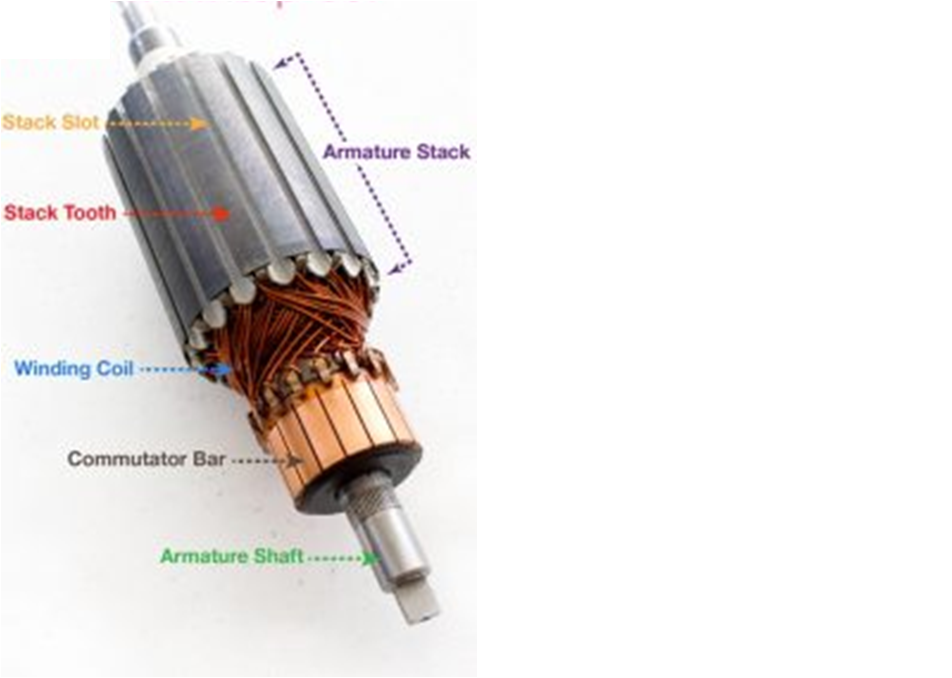 Stack Slot
Armature Stack
Stack Tooth
Winding Coil
Commutator Bar
Armature Shaft